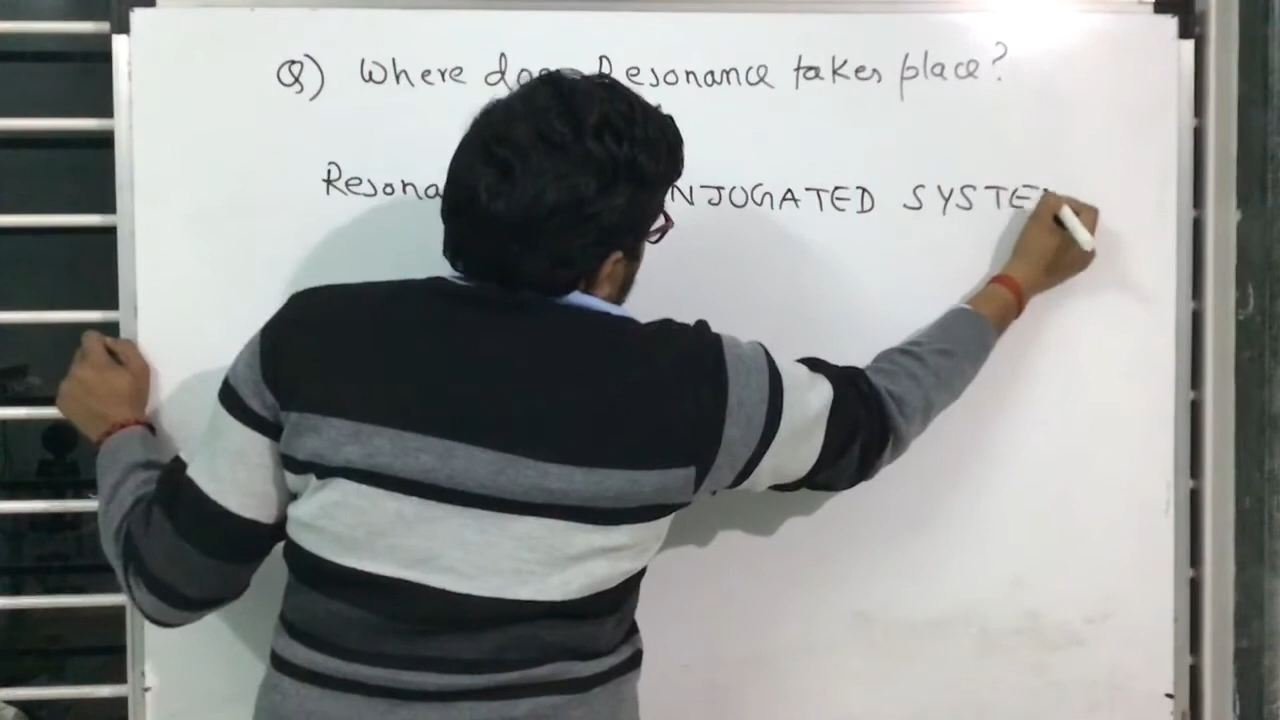 Q) Where does Resonance takes place?
Resona NJUGATED SYSTE